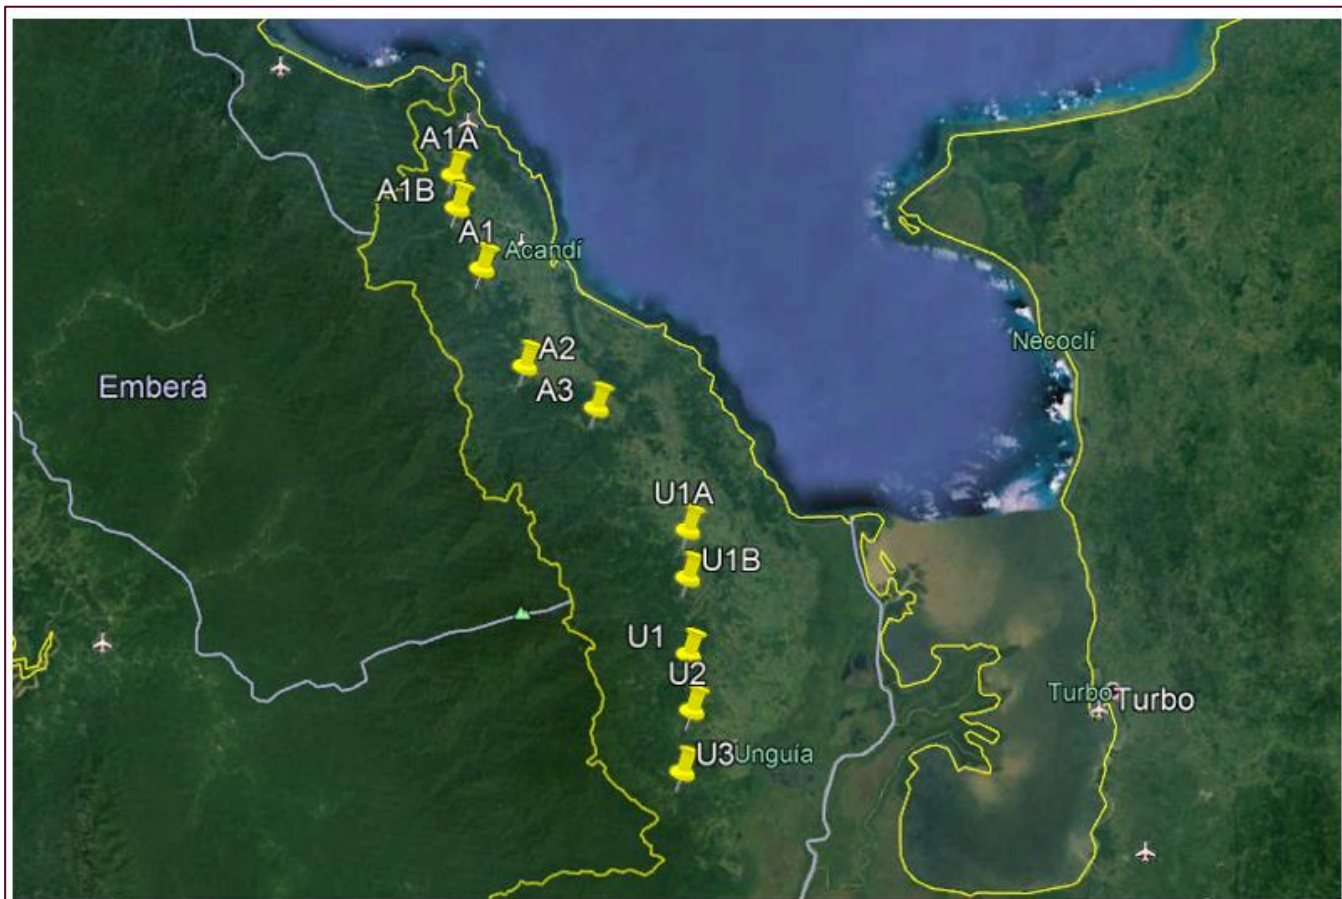 A1A
A1B
A1
Acandí
A2
Necoclí
A3
Emberá
U1A
U1B
U1
U2
Turbo
Turbo
U3
Unguía